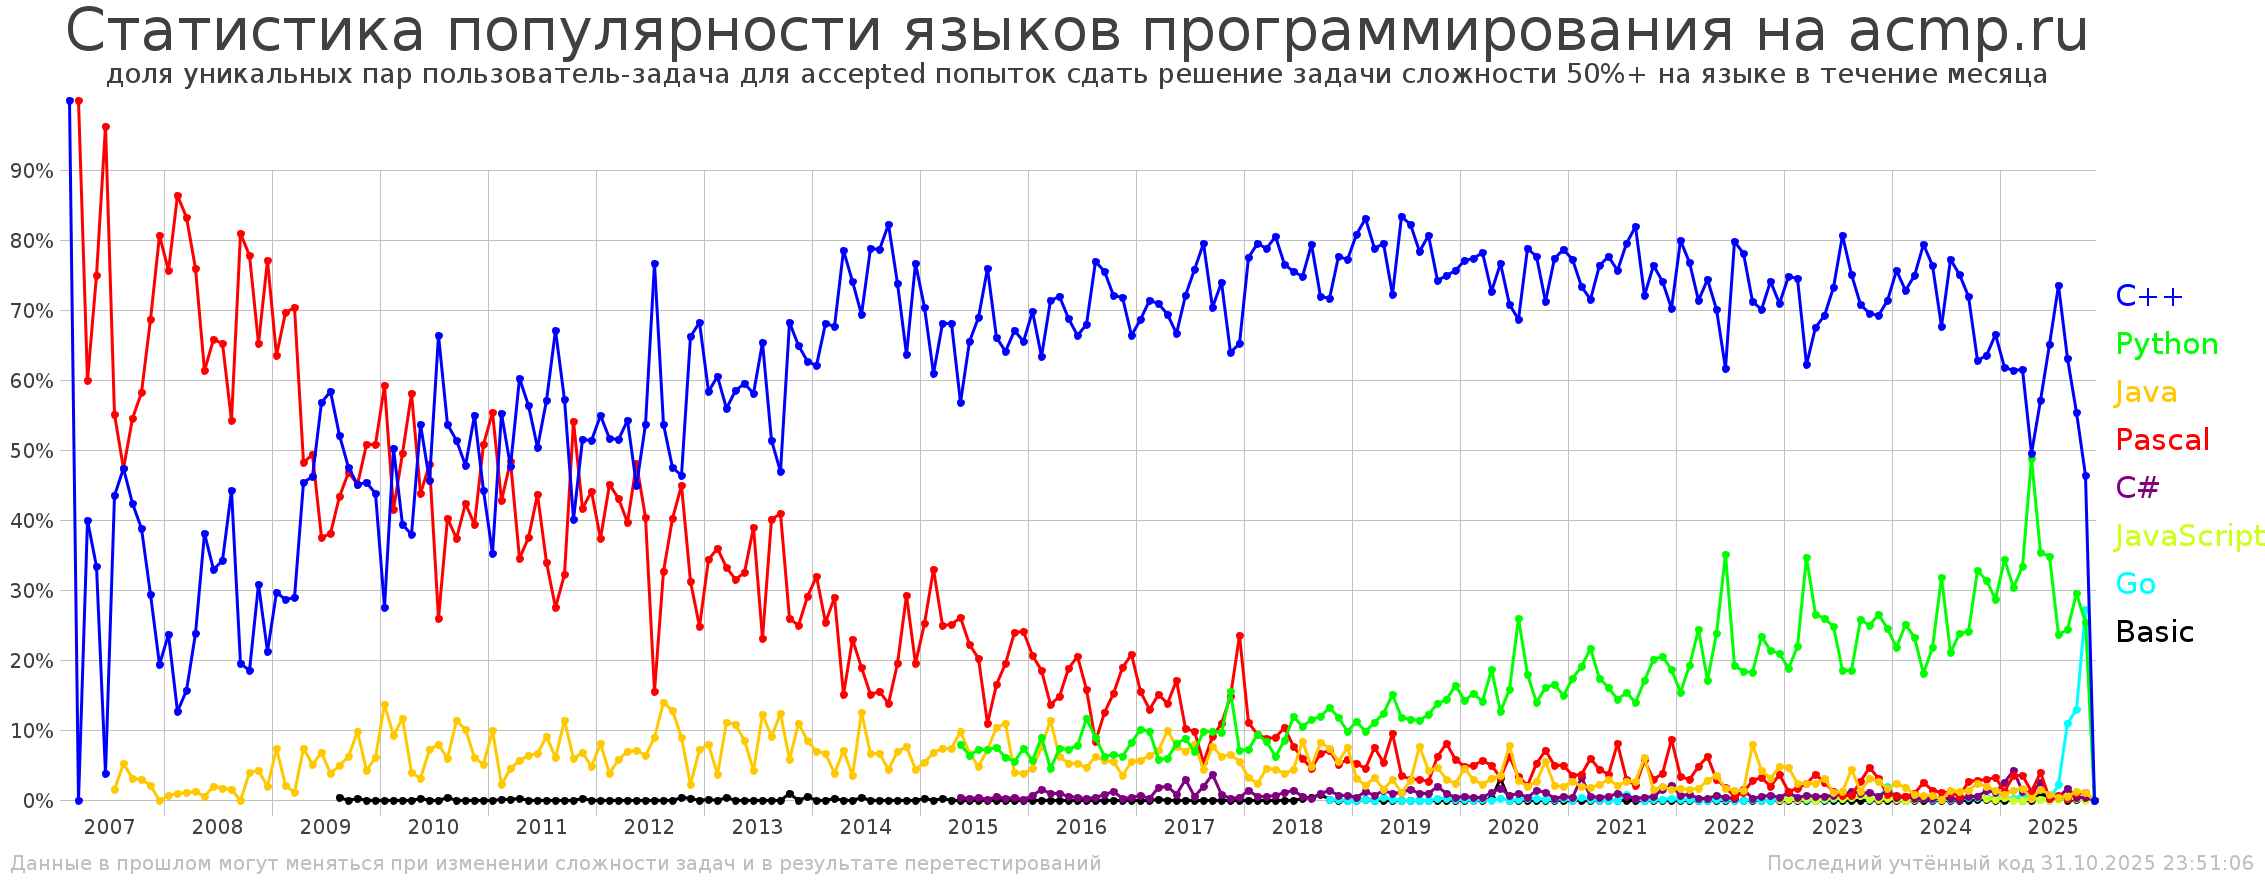 Статистика популярности языков программирования на acmp.ru
доля уникальных пар пользователь-задача для accepted попыток сдать решение задачи сложности 50%+ на языке в течение месяца
90%
80%
70%
60%
50%
40%
30%
20%
10%
0%
C++
Python
Java
Pascal
C#
JavaScript
Go
Basic
2007 2008 2009 2010 2011 2012 2013 2014 2015 2016 2017 2018 2019 2020 2021 2022 2023 2024 2025
Данные в прошлом могут меняться при изменении сложности задач и в результате перетестирований
Последний учтённый код 31.10.2025 23:51:06